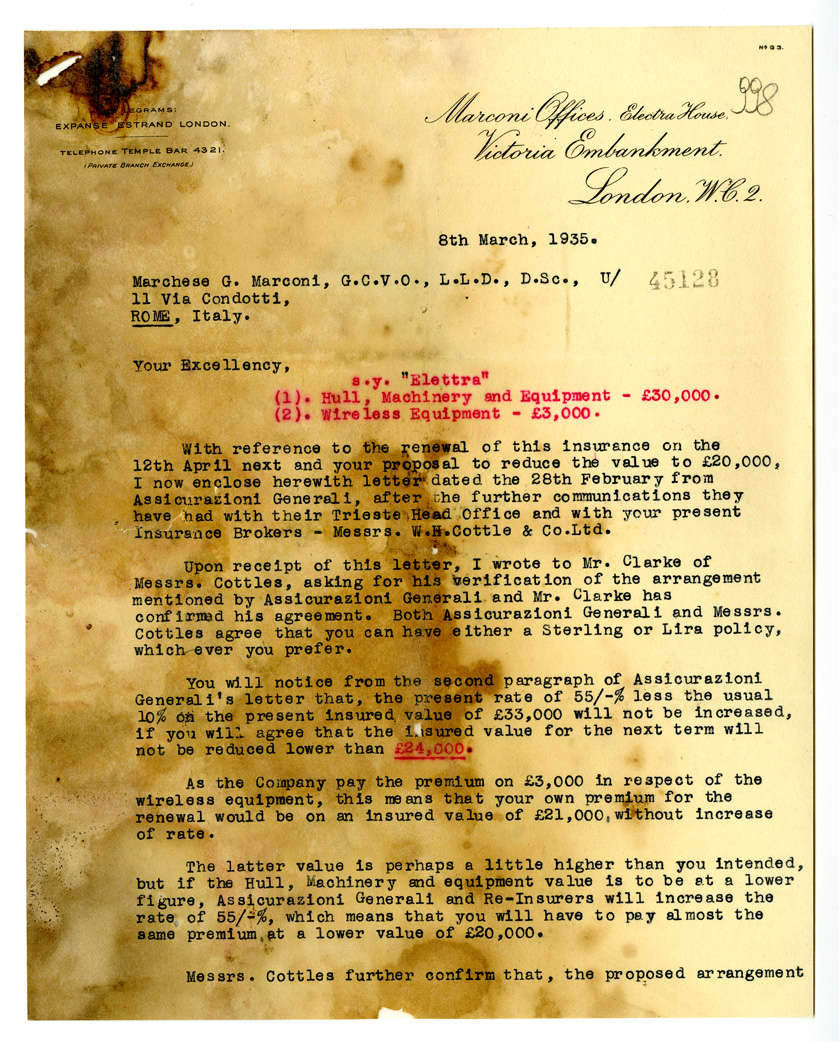 Nº G 3.
EGRAMS:
EXPANSE ESTRAND LONDON.
TELEPHONE TEMPLE BAR 4321.
(PRIVATE BRANCH EXCHANGE.)
998
Marconi Offices. Electra House.
Victoria Embankment.
London. W.C.2.
8th March, 1935.
Marchese G. Marconi, G.C.V.O., L.L.D., D.Sc., U/ 45128
11 Via Condotti,
ROME, Italy.
Your Excellency,
s.y. "Elettra"
(1). Hull, Machinery and Equipment - £30,000.
(2). Wireless Equipment - £3,000.
With reference to the renewal of this insurance on the
12th April next and your proposal to reduce the value to £20,000,
I now enclose herewith letter dated the 28th February from
Assicurazioni Generali, after the further communications they
have had with their Trieste Head Office and with your present
Insurance Brokers - Messrs. W.H.Cottle & Co.Ltd.
Upon receipt of this letter, I wrote to Mr. Clarke of
Messrs. Cottles, asking for his verification of the arrangement
mentioned by Assicurazioni Generali and Mr. Clarke has
confirmed his agreement. Both Assicurazioni Generali and Messrs.
Cottles agree that you can have either a Sterling or Lira policy,
which ever you prefer.
You will notice from the second paragraph of Assicurazioni
Generali's letter that, the present rate of 55/-% less the usual
10% on the present insured value of £33,000 will not be increased,
if you will agree that the insured value for the next term will
not be reduced lower than £24,000.
As the Company pay the premium on £3,000 in respect of the
wireless equipment, this means that your own premium for the
renewal would be on an insured value of £21,000, without increase
of rate.
The latter value is perhaps a little higher than you intended,
but if the Hull, Machinery and equipment value is to be at a lower
figure, Assicurazioni Generali and Re-Insurers will increase the
rate of 55/-%, which means that you will have to pay almost the
same premium, at a lower value of £20,000.
Messrs. Cottles further confirm that, the proposed arrangement